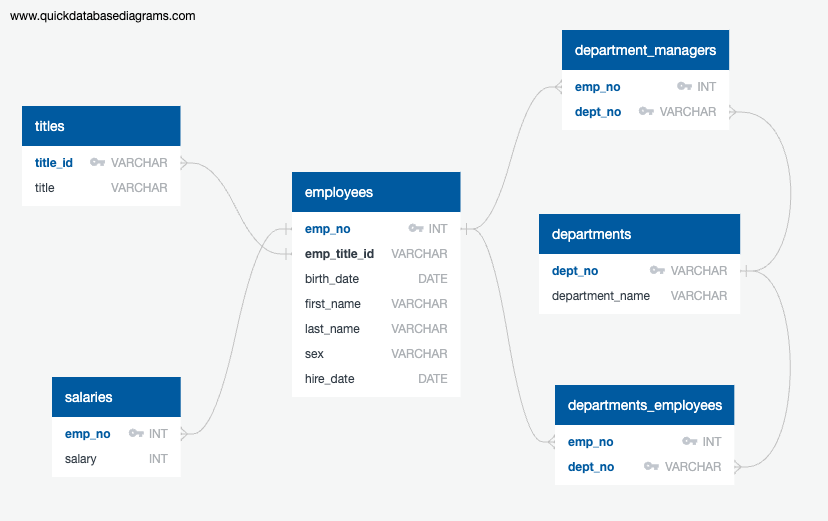 www.quickdatabasediagrams.com
titles
title_id VARCHAR
title VARCHAR
salaries
emp_no INT
salary INT
employees
emp_no INT
emp_title_id VARCHAR
birth_date DATE
first_name VARCHAR
last_name VARCHAR
sex VARCHAR
hire_date DATE
department_managers
emp_no INT
dept_no VARCHAR
departments
dept_no VARCHAR
department_name VARCHAR
departments_employees
emp_no INT
dept_no VARCHAR